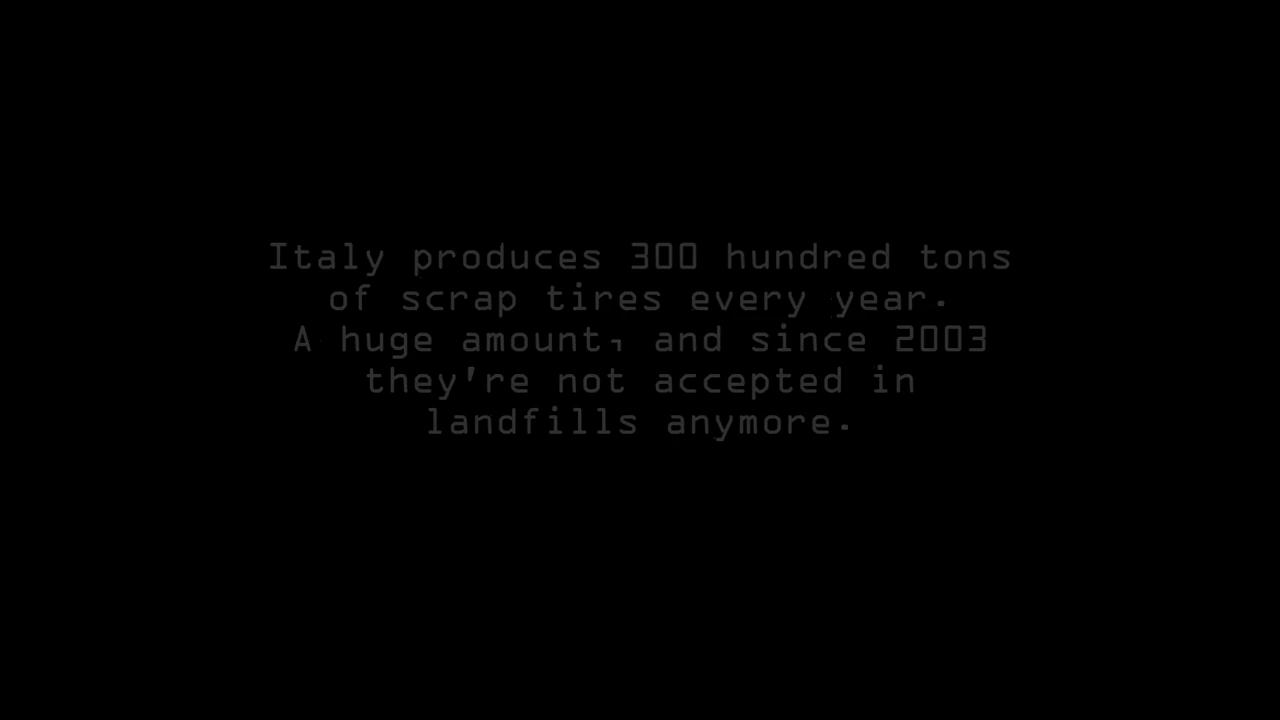 Italy produces 300 hundred tons
of scrap tires every year.
A huge amount, and since 2003
they're not accepted in
landfills anymore.